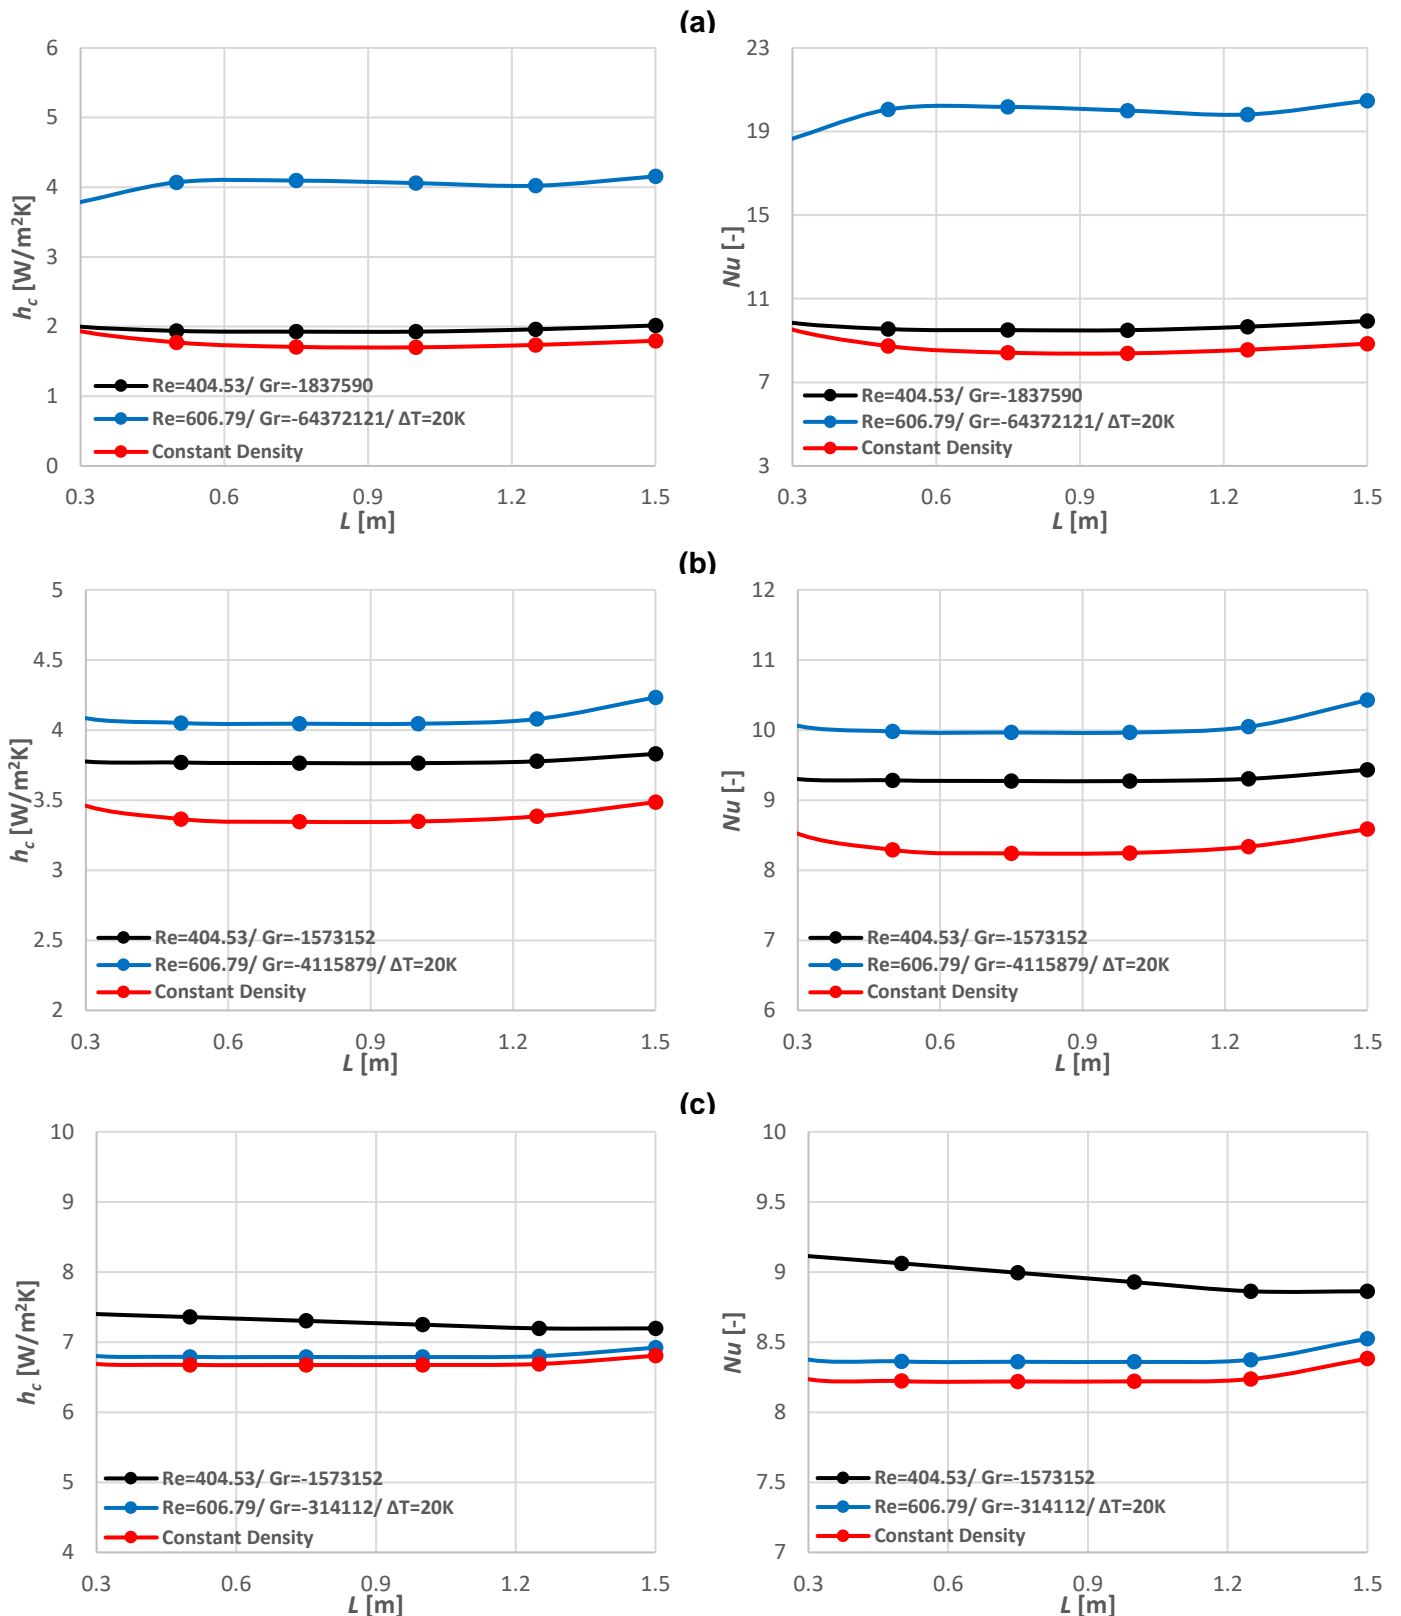 (a)
6
5
4
3
2
1
0
h_c [W/m²K]
Re=404.53/ Gr=-1837590
Re=606.79/ Gr=-64372121/ ΔT=20K
Constant Density
0.3 0.6 0.9 1.2 1.5
L [m]
23
19
15
11
7
3
Nu [-]
Re=404.53/ Gr=-1837590
Re=606.79/ Gr=-64372121/ ΔT=20K
Constant Density
0.3 0.6 0.9 1.2 1.5
L [m]
(b)
5
4.5
4
3.5
3
2.5
2
h_c [W/m²K]
Re=404.53/ Gr=-1573152
Re=606.79/ Gr=-4115879/ ΔT=20K
Constant Density
0.3 0.6 0.9 1.2 1.5
L [m]
12
11
10
9
8
7
6
Nu [-]
Re=404.53/ Gr=-1573152
Re=606.79/ Gr=-4115879/ ΔT=20K
Constant Density
0.3 0.6 0.9 1.2 1.5
L [m]
(c)
10
9
8
7
6
5
4
h_c [W/m²K]
Re=404.53/ Gr=-1573152
Re=606.79/ Gr=-314112/ ΔT=20K
Constant Density
0.3 0.6 0.9 1.2 1.5
L [m]
10
9.5
9
8.5
8
7.5
7
Nu [-]
Re=404.53/ Gr=-1573152
Re=606.79/ Gr=-314112/ ΔT=20K
Constant Density
0.3 0.6 0.9 1.2 1.5
L [m]